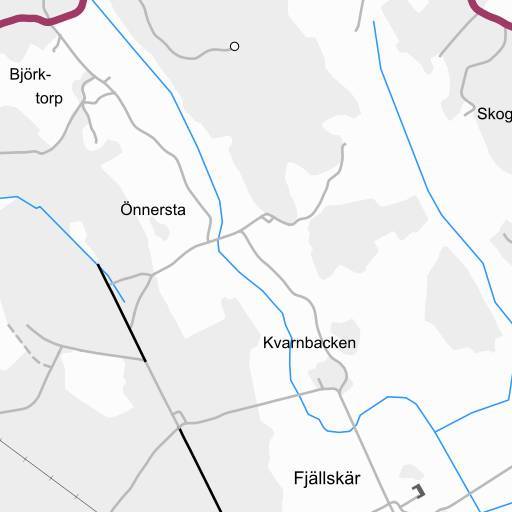 Björk-
torp
Skog
Önnersta
Kvarnbacken
Fjällskär